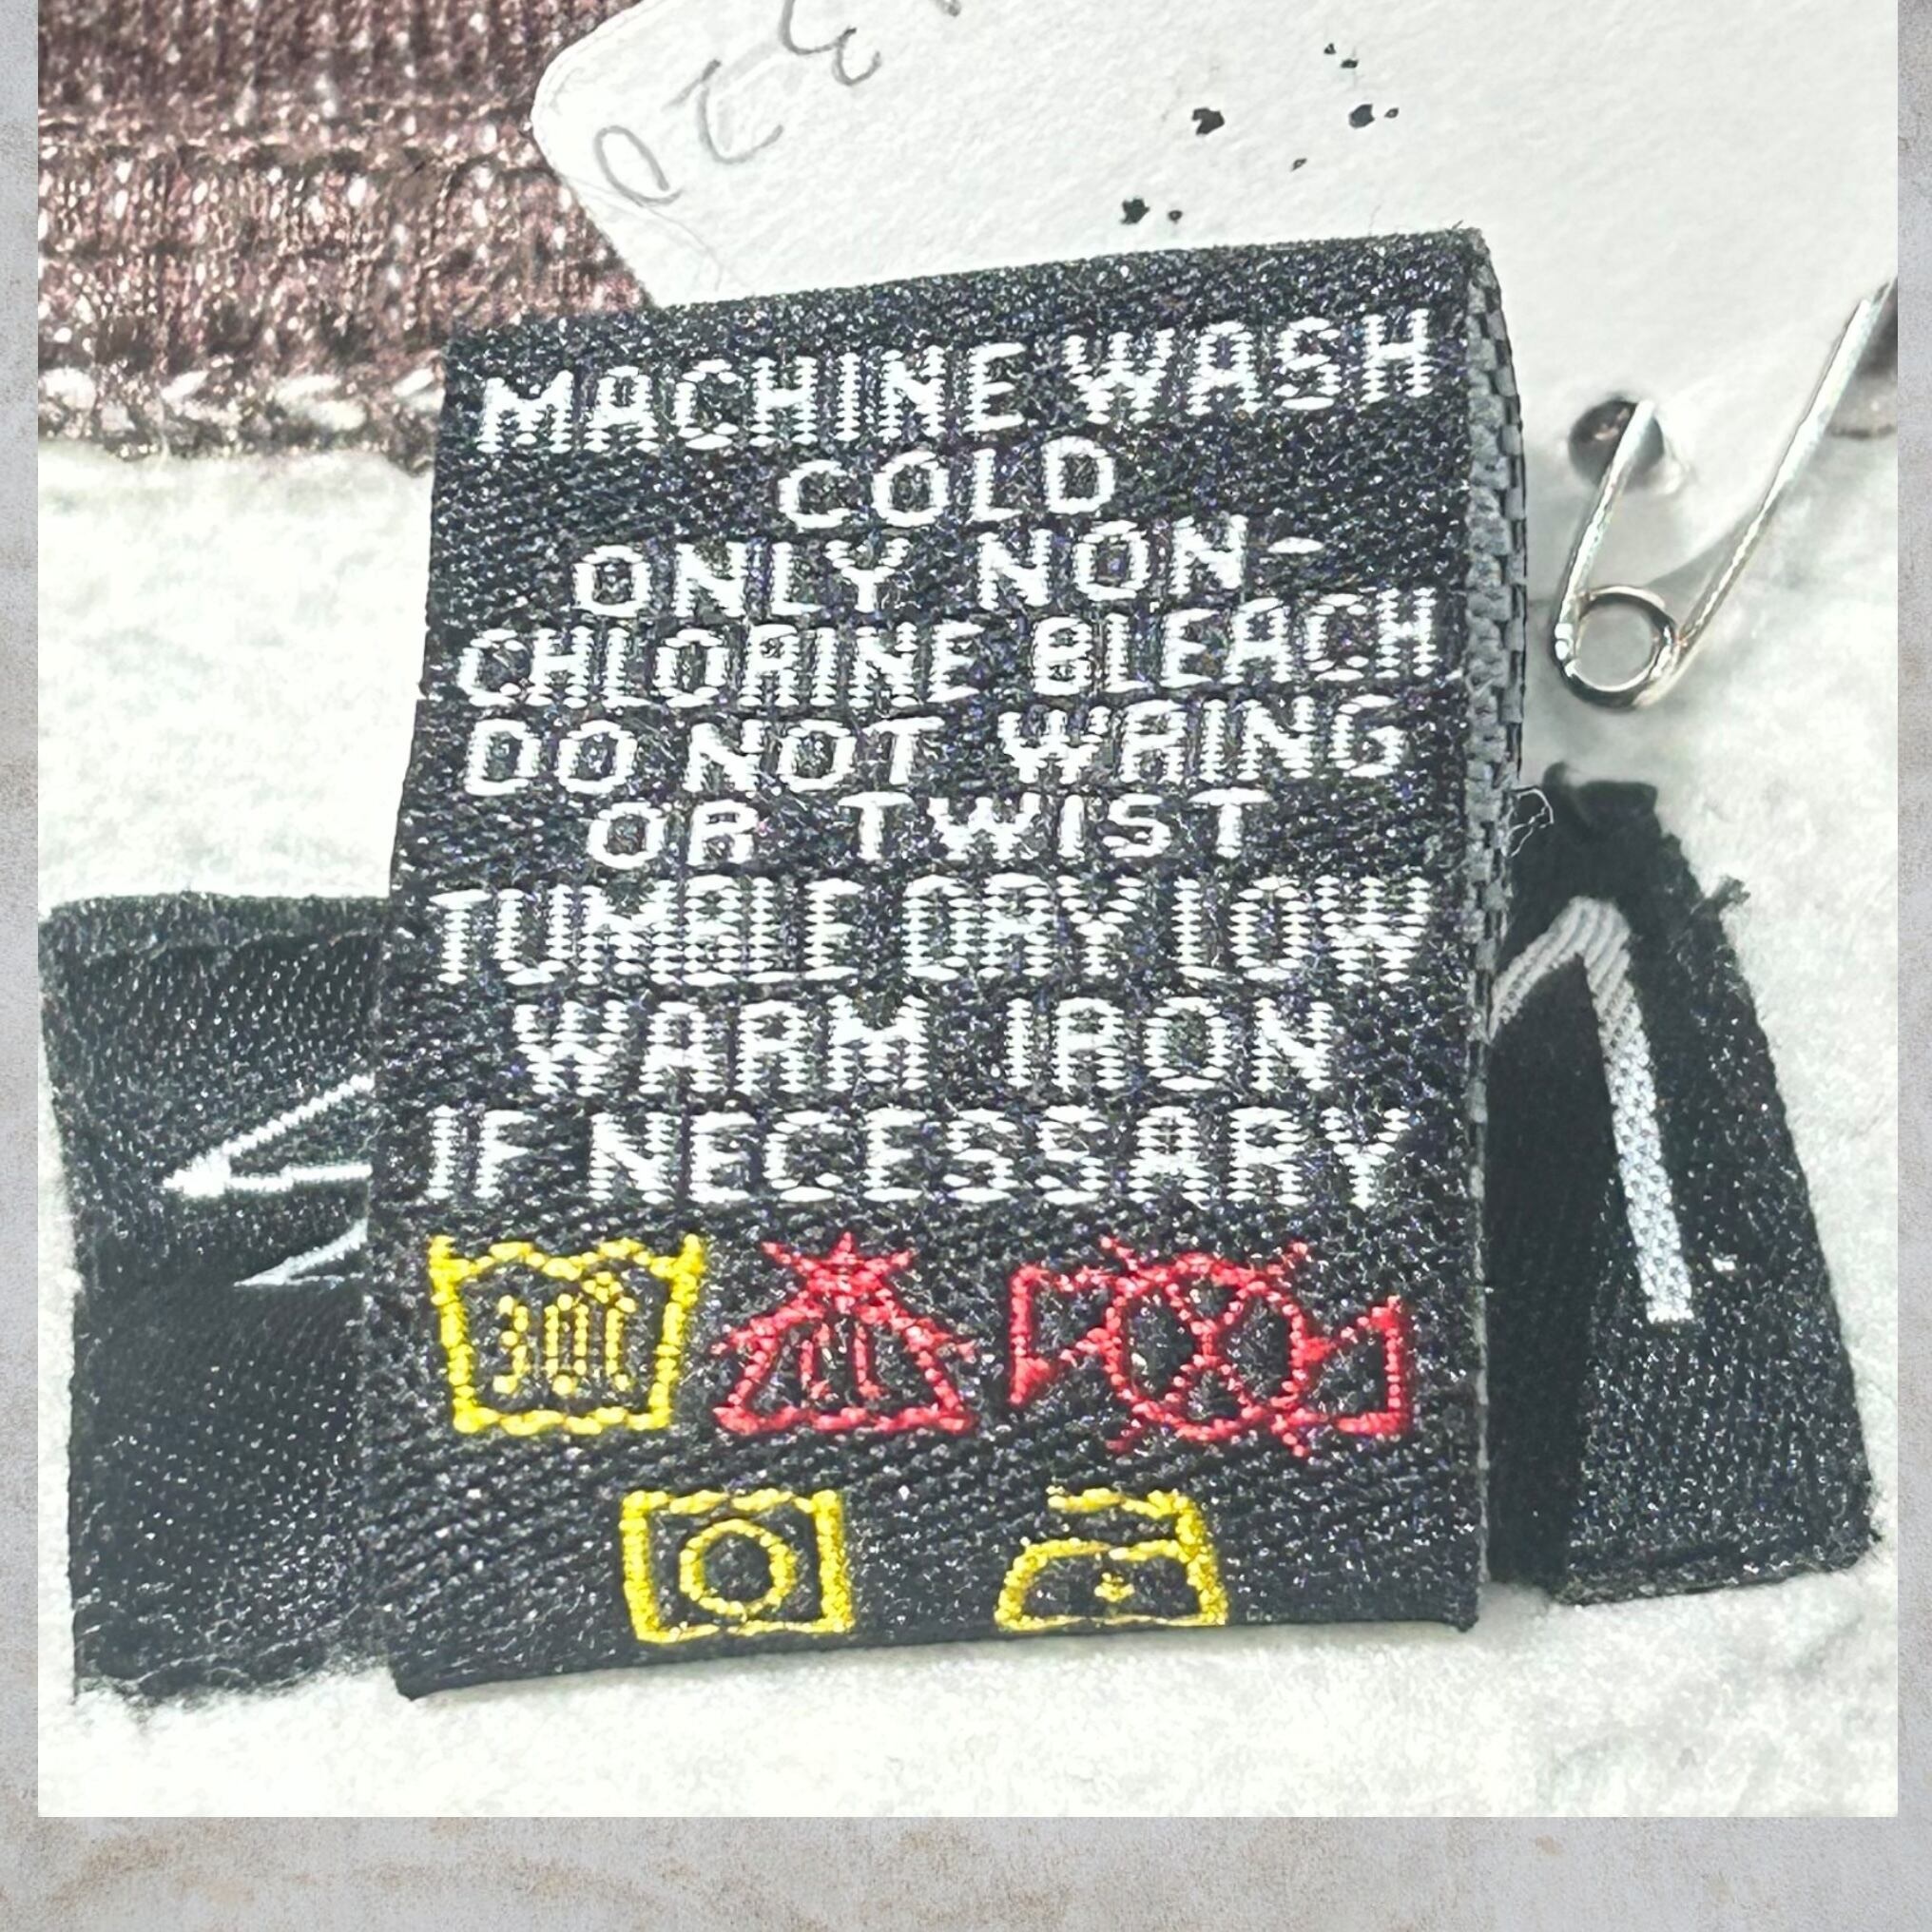 MACHINE WASH
COLD
ONLY NON-
CHLORINE BLEACH
DO NOT WRING
OR TWIST
TUMBLE DRY LOW
WARM IRON
IF NECESSARY
30°C